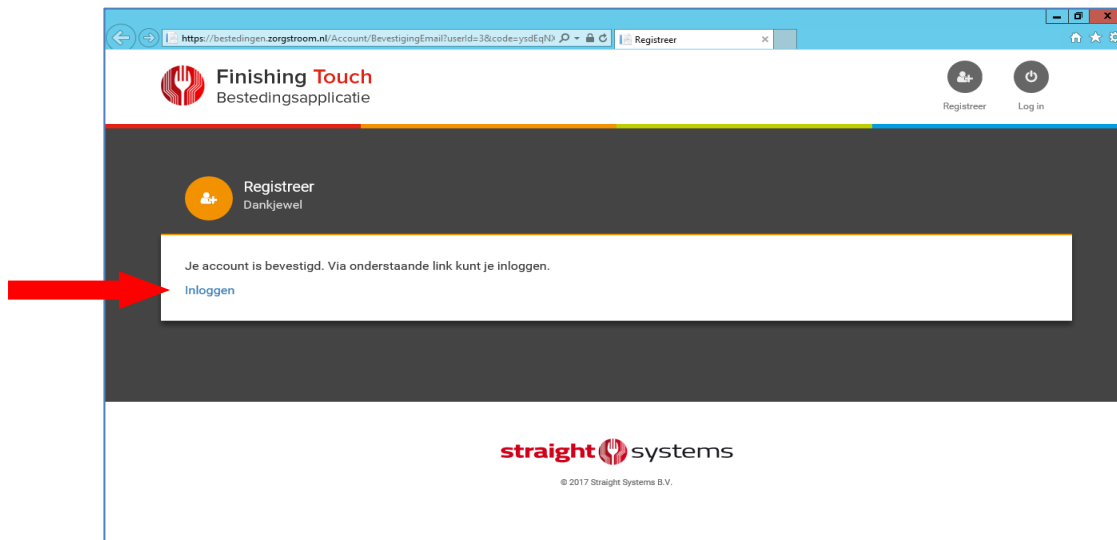 https://bestedingen.zorgstroom.nl/Account/BevestigingEmail?userId=3&code=ysdEqN
Registreer
Finishing Touch
Bestedingsapplicatie
Registreer
Log in
Registreer
Dankjewel
Je account is bevestigd. Via onderstaande link kunt je inloggen.
Inloggen
straight systems
© 2017 Straight Systems B.V.